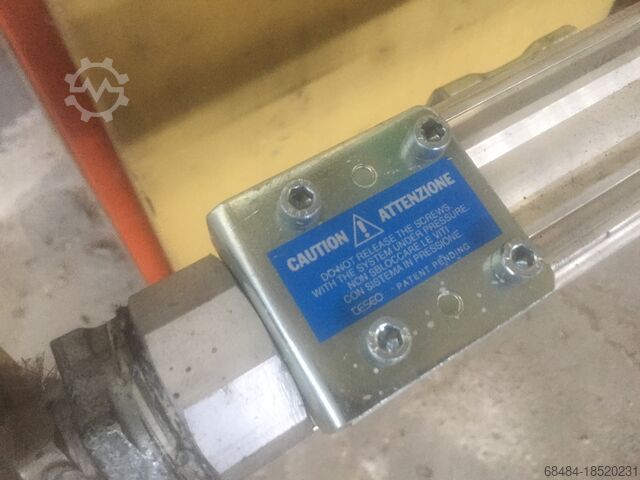 CAUTION ! ATTENZIONE
DO NOT RELEASE THE SCREWS
WITH THE SYSTEM UNDER PRESSURE.
NON SBLOCCARE LE VITI
CON SISTEMA IN PRESSIONE
TESEO - PATENT PENDING
68484-18520231